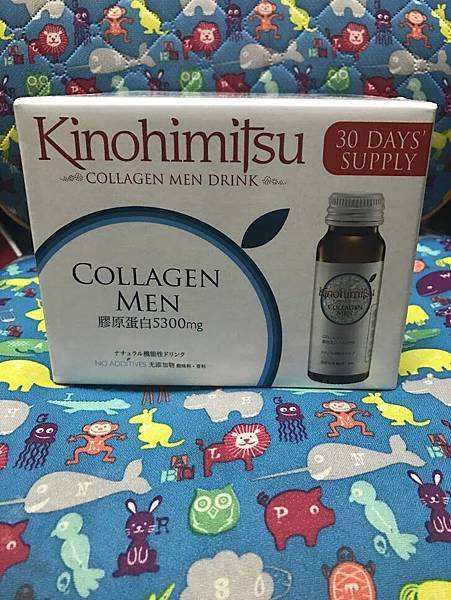 Kinohimitsu
COLLAGEN MEN DRINK
30 DAYS'
SUPPLY
COLLAGEN
MEN
膠原蛋白5300mg
ナチュラル機能性ドリンク
NO ADDITIVES 无添加物
Kinohimitsu
COLLAGEN
MEN